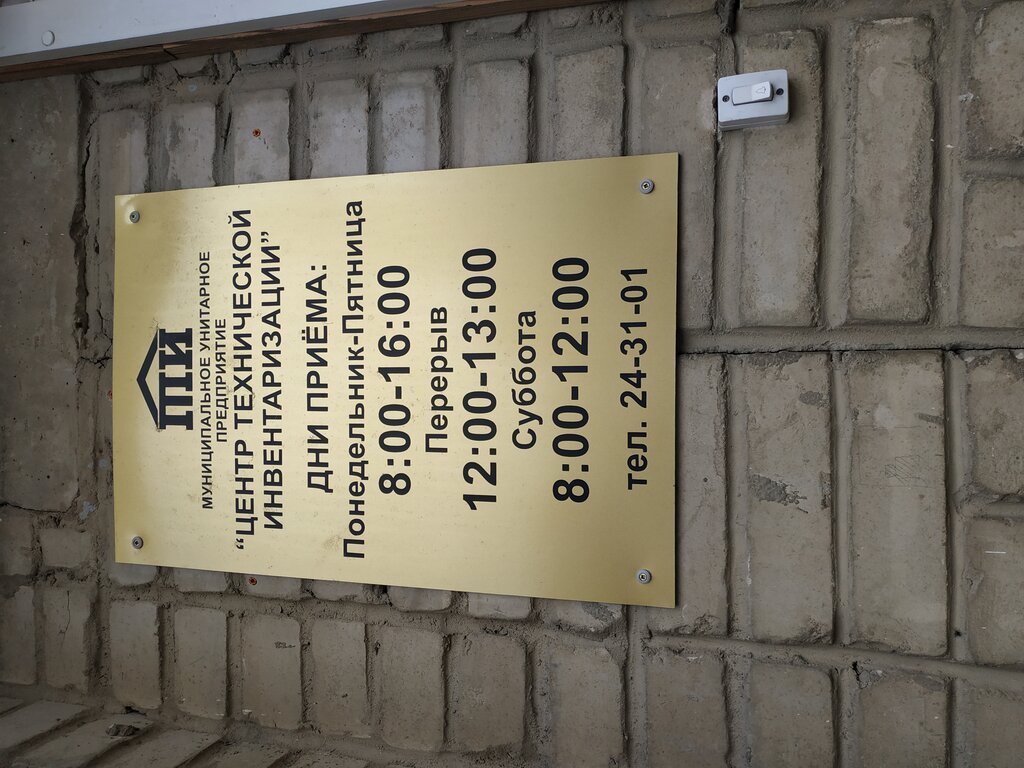 ЦТИ
МУНИЦИПАЛЬНОЕ УНИТАРНОЕ
ПРЕДПРИЯТИЕ
“ЦЕНТР ТЕХНИЧЕСКОЙ
ИНВЕНТАРИЗАЦИИ”
ДНИ ПРИЁМА:
Понедельник-Пятница
8:00-16:00
Перерыв
12:00-13:00
Суббота
8:00-12:00
тел. 24-31-01